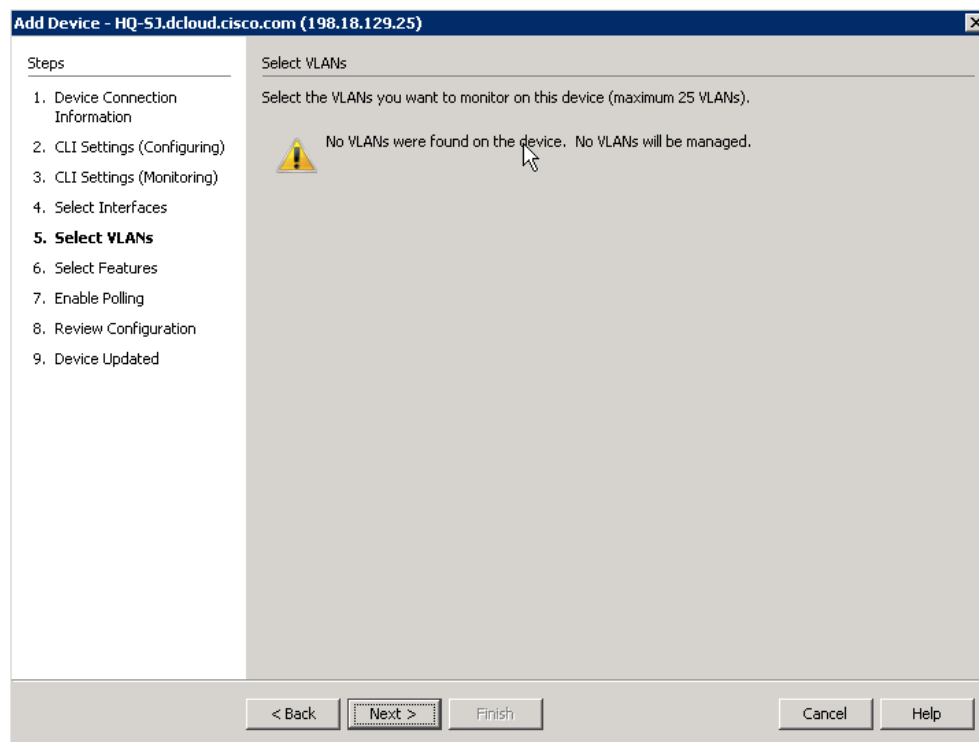 Add Device - HQ-SJ.dcloud.cisco.com (198.18.129.25)
Steps
1. Device Connection
Information
2. CLI Settings (Configuring)
3. CLI Settings (Monitoring)
4. Select Interfaces
5. Select VLANs
6. Select Features
7. Enable Polling
8. Review Configuration
9. Device Updated
Select VLANs
Select the VLANs you want to monitor on this device (maximum 25 VLANs).
No VLANs were found on the device. No VLANs will be managed.
< Back
Next >
Finish
Cancel
Help